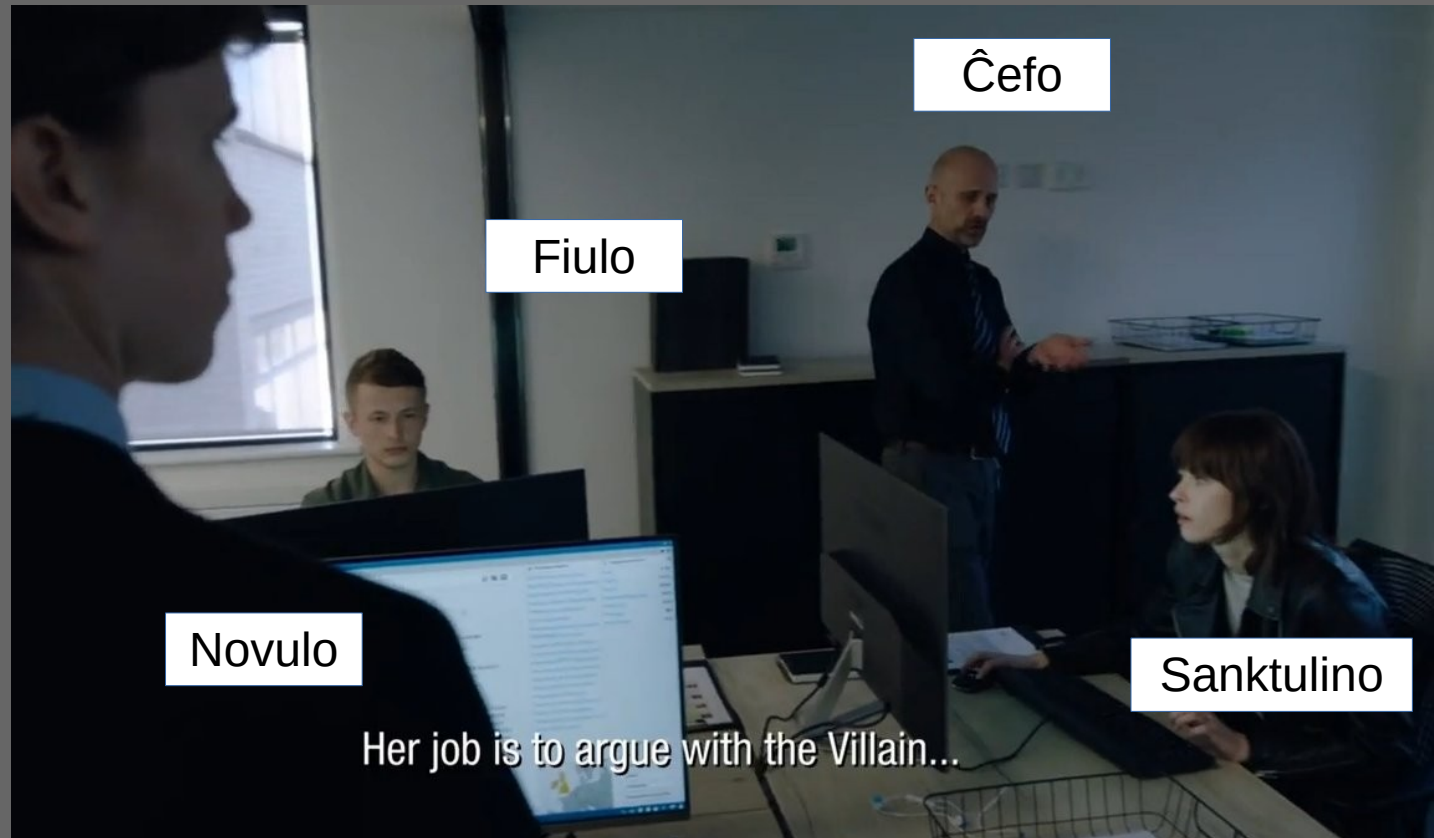 Ĉefo
Fiulo
Novulo
Sanktulino
Her job is to argue with the Villain...